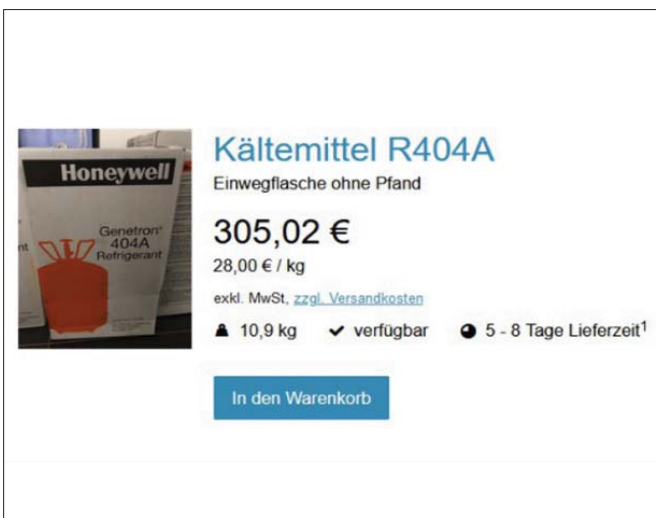 Honeywell
Genetron®
404A
Refrigerant
Kältemittel R404A
Einwegflasche ohne Pfand
305,02 €
28,00 € / kg
exkl. MwSt, zzgl. Versandkosten
10,9 kg verfügbar 5 - 8 Tage Lieferzeit¹
In den Warenkorb